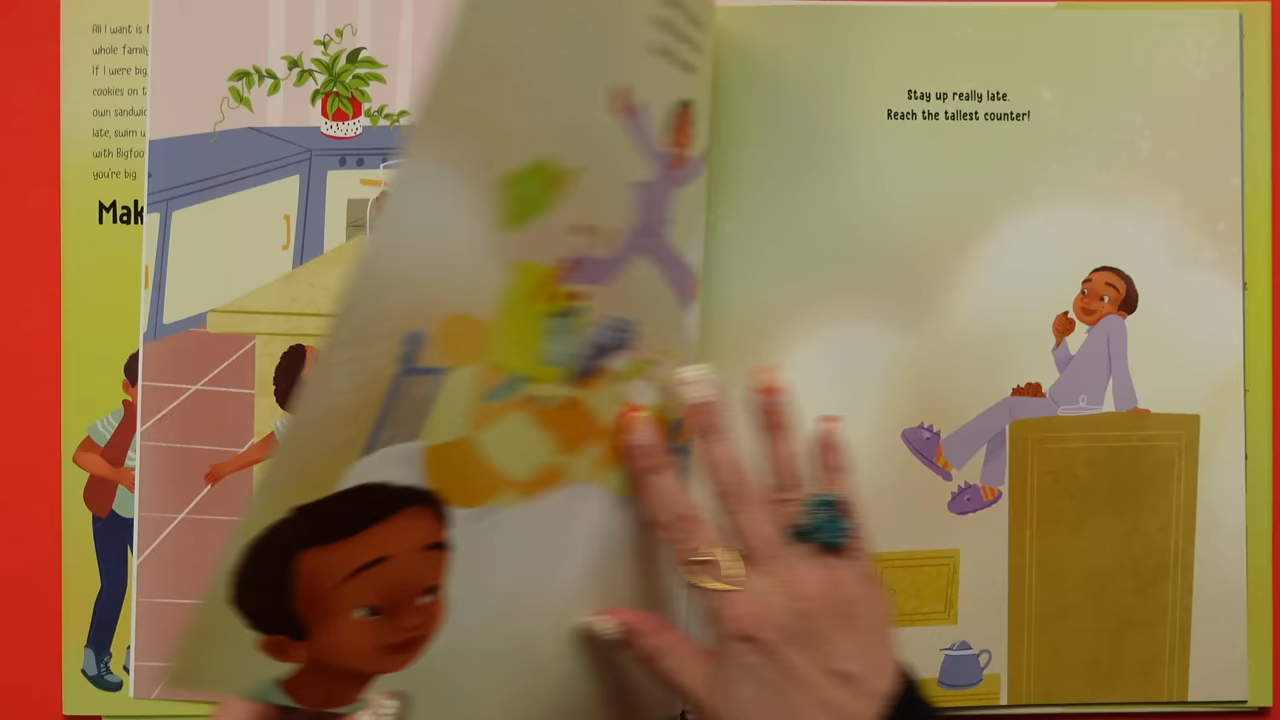 All I want is
whole family
If I were big
cookies on
own sandwic
late, swim
with Bigfoo
you're big.
Mak
Stay up really late.
Reach the tallest counter!